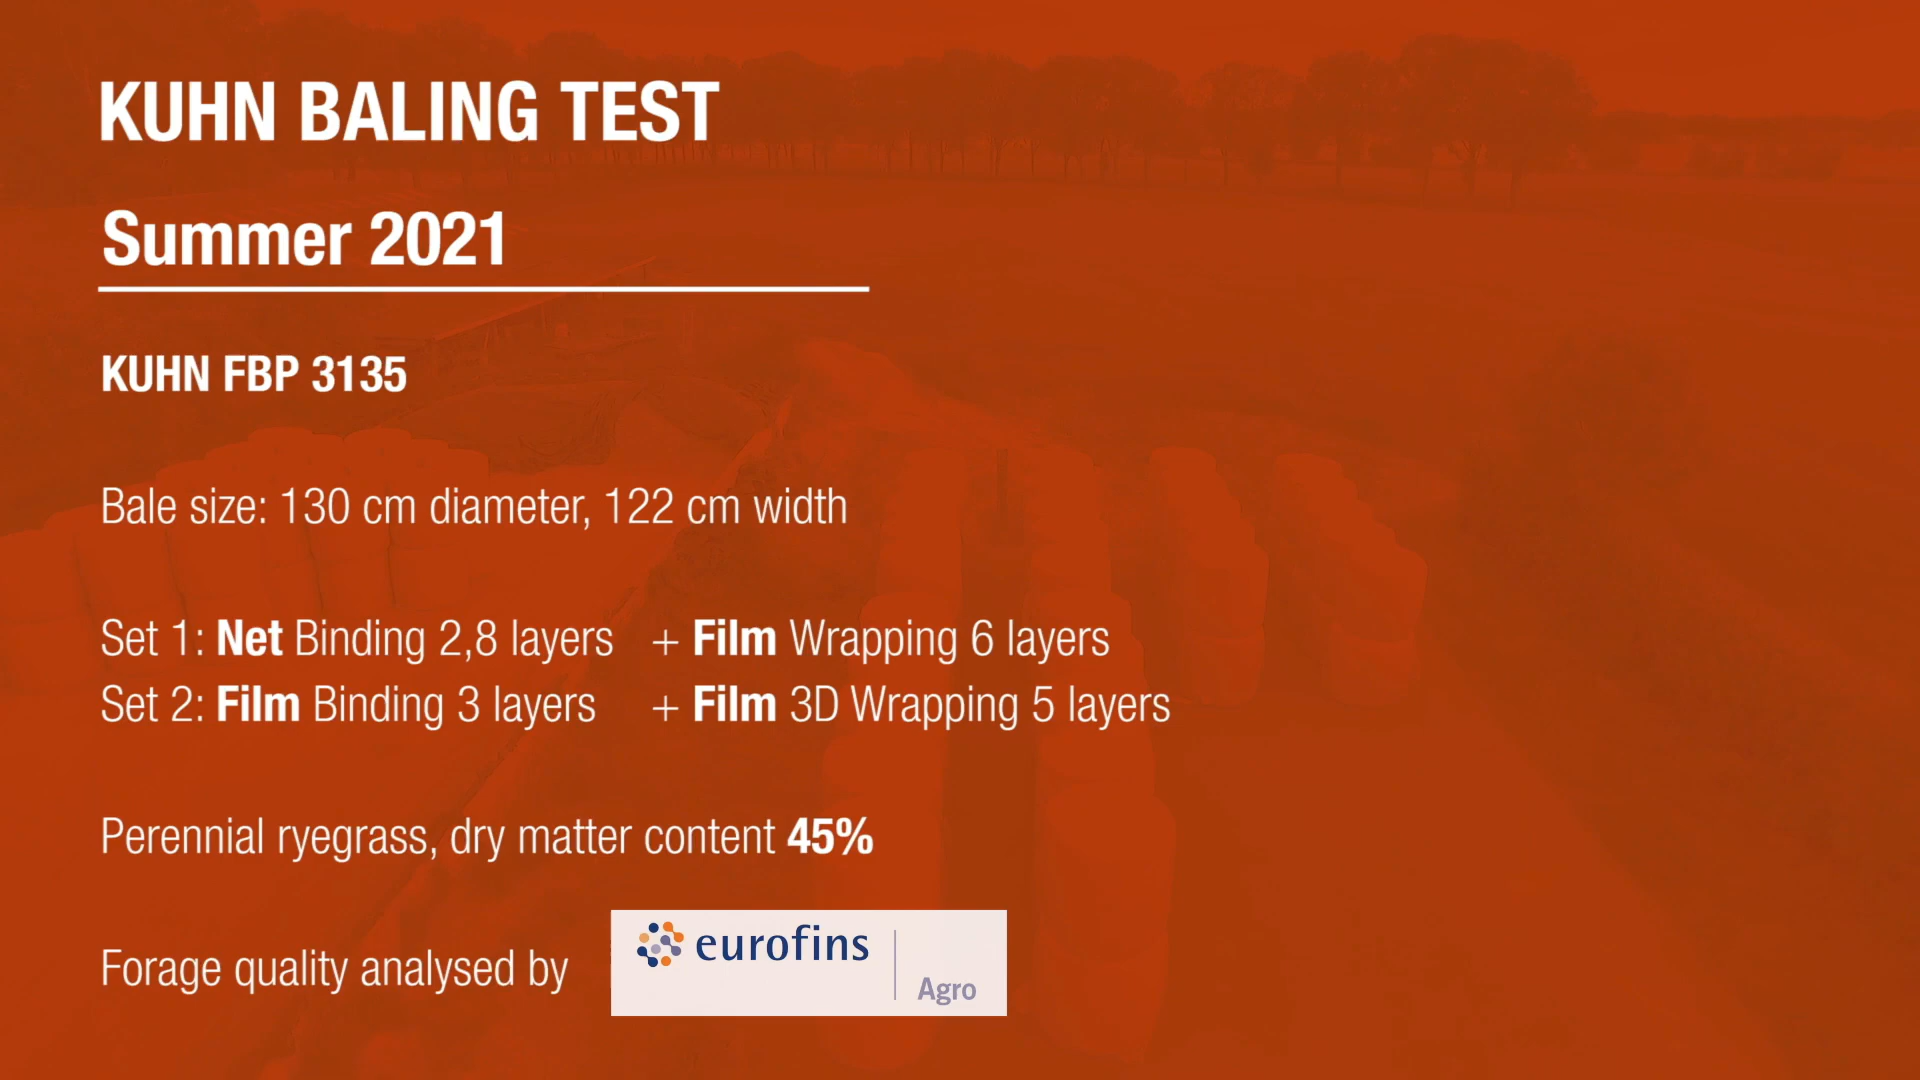 KUHN BALING TEST
Summer 2021
KUHN FBP 3135
Bale size: 130 cm diameter, 122 cm width
Set 1: Net Binding 2,8 layers + Film Wrapping 6 layers
Set 2: Film Binding 3 layers + Film 3D Wrapping 5 layers
Perennial ryegrass, dry matter content 45%
Forage quality analysed by
eurofins
Agro